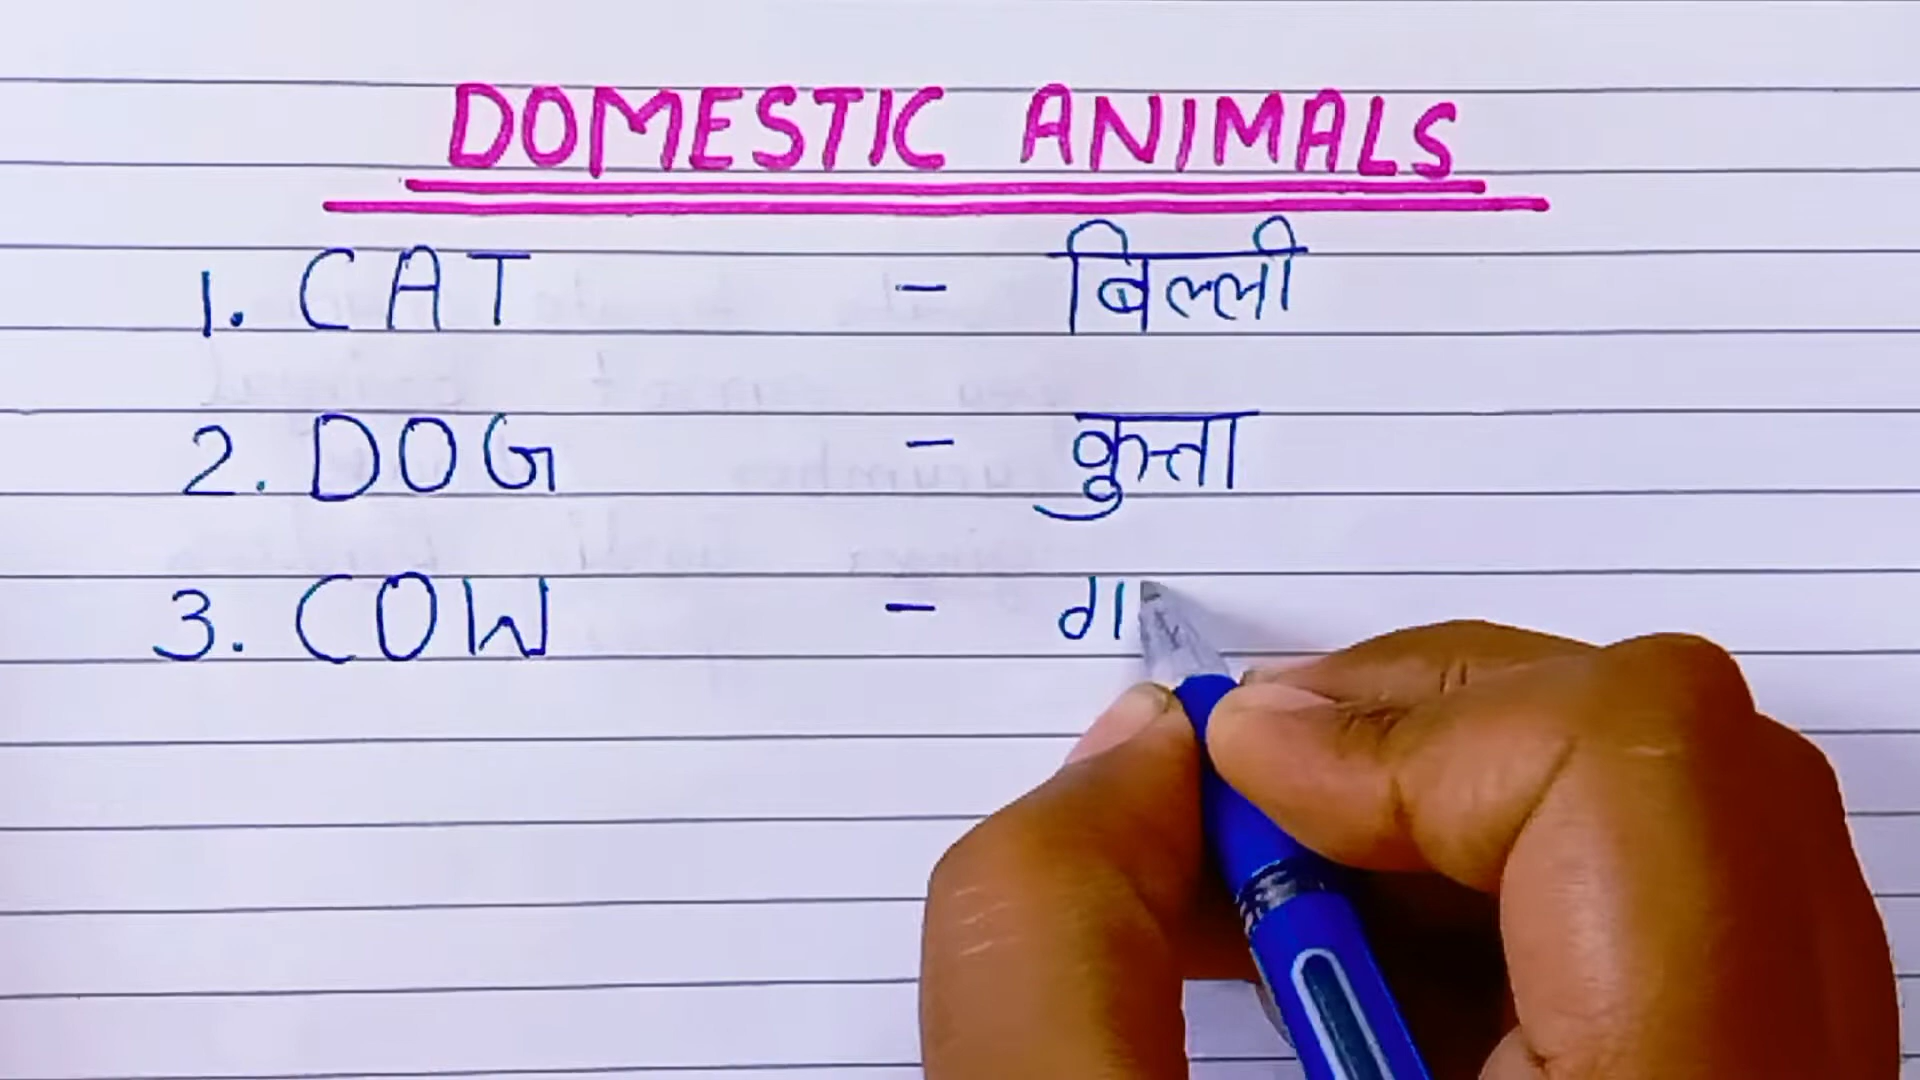 DOMESTIC ANIMALS
1. CAT - बिल्ली
2. DOG - कुत्ता
3. COW - ग